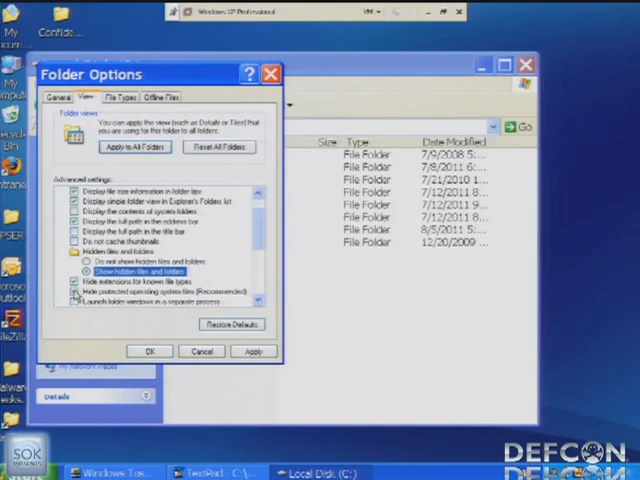 Windows XP Professional
VM
My
Confide...
Folder Options
General
View
File Types
Offline Files
Folder views
You can apply the view (such as Details or Tiles) that
you are using for this folder to all folders.
Apply to All Folders
Reset All Folders
Advanced settings:
Display file size information in folder tips
Display simple folder view in Explorer's Folders list
Display the contents of system folders
Display the full path in the address bar
Display the full path in the title bar
Do not cache thumbnails
Hidden files and folders
Do not show hidden files and folders
Show hidden files and folders
Hide extensions for known file types
Hide protected operating system files (Recommended)
Launch folder windows in a separate process
Restore Defaults
OK
Cancel
Apply
Go
Size
Type
Date Modified
File Folder
7/9/2008 5:...
File Folder
7/8/2011 6:...
File Folder
7/21/2010 1...
File Folder
7/12/2011 8...
File Folder
7/12/2011 9...
File Folder
7/12/2011 8...
File Folder
8/5/2011 5:...
File Folder
12/20/2009 ...
My
Bin
My Network Places
Details
FileZilla
SOK
PRESENTS
Windows Tas...
TextPad - C:\...
Local Disk (C:)
DEFCON